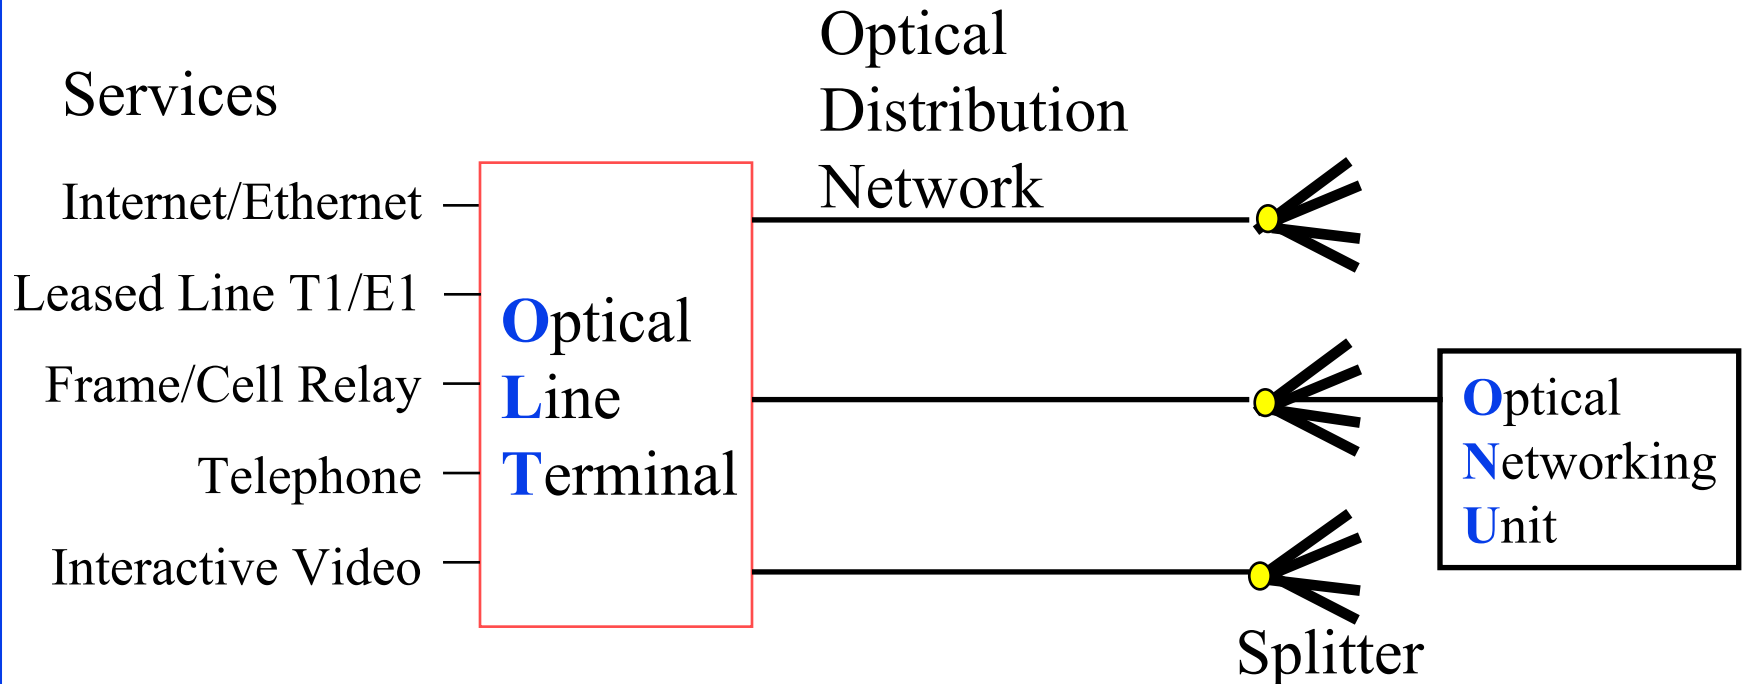 Services
Internet/Ethernet
Leased Line T1/E1
Frame/Cell Relay
Telephone
Interactive Video
Optical
Line
Terminal
Optical
Distribution
Network
Splitter
Optical
Networking
Unit